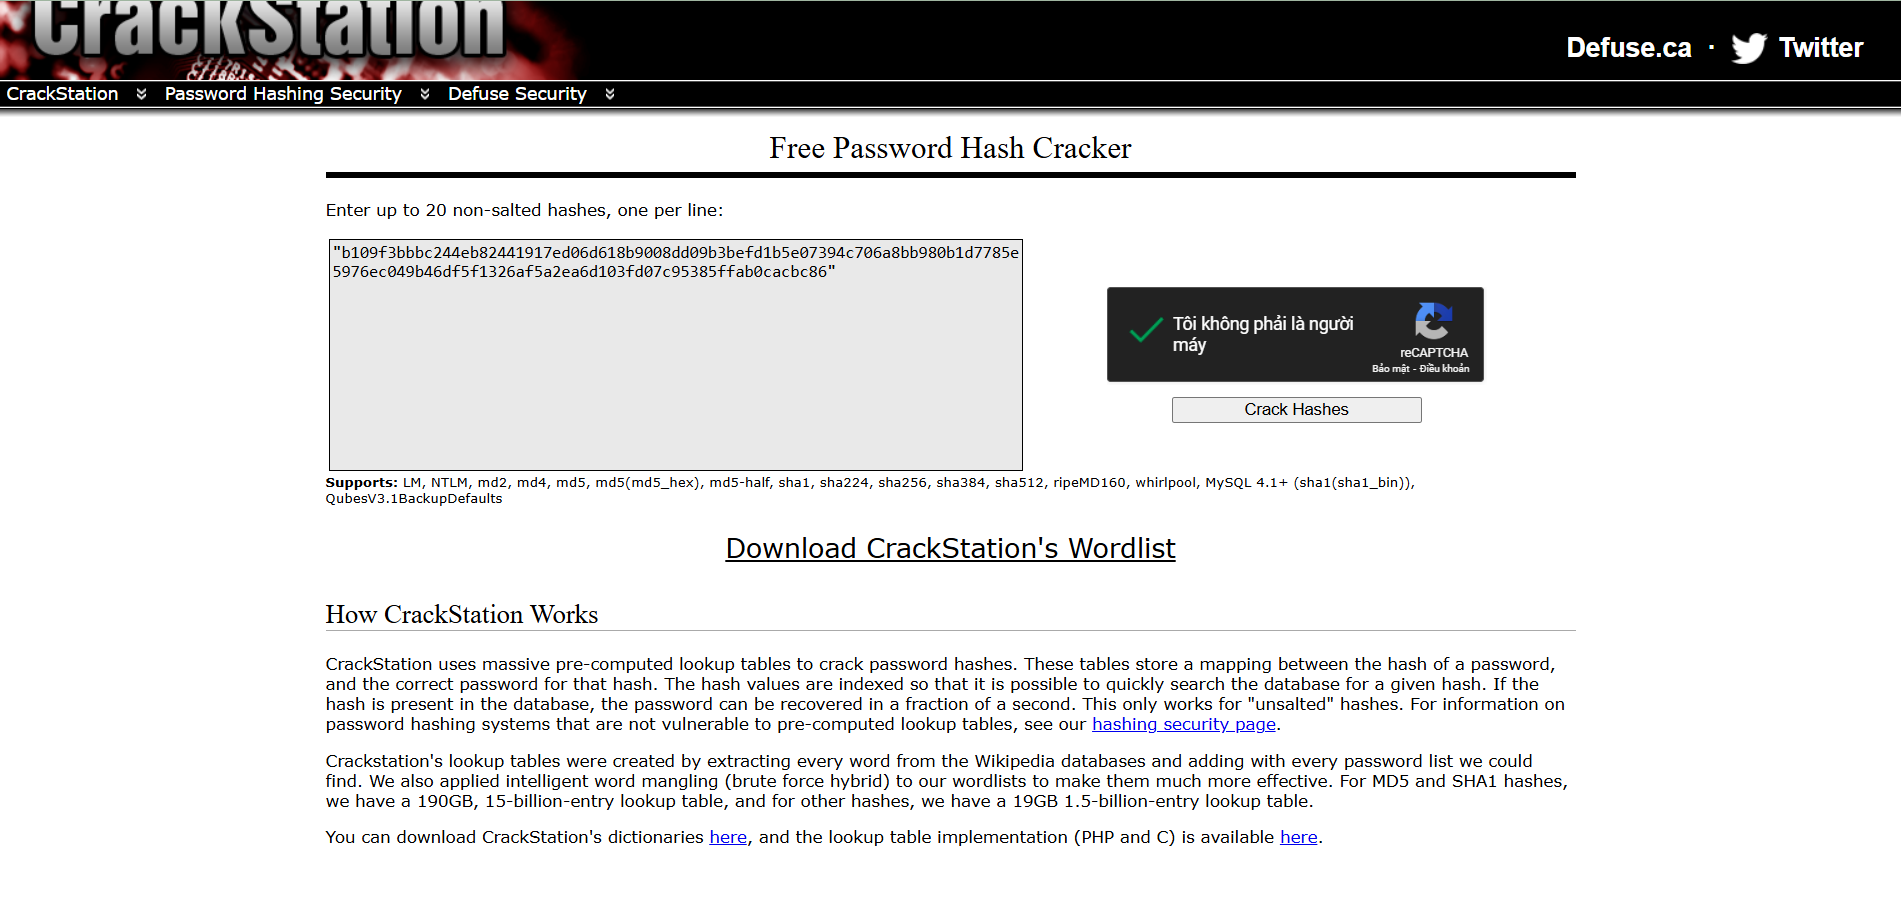 CrackStation
Defuse.ca · Twitter
CrackStation Password Hashing Security Defuse Security
Free Password Hash Cracker
Enter up to 20 non-salted hashes, one per line:
"b109f3bbbc244eb82441917ed06d618b9008dd09b3befd1b5e07394c706a8bb980b1d7785e
5976ec049b46df5f1326af5a2ea6d103fd07c95385ffab0cacbc86"
Tôi không phải là người
máy
reCAPTCHA
Bảo mật - Điều khoản
Crack Hashes
Supports: LM, NTLM, md2, md4, md5, md5(md5_hex), md5-half, sha1, sha224, sha256, sha384, sha512, ripeMD160, whirlpool, MySQL 4.1+ (sha1(sha1_bin)),
QubesV3.1BackupDefaults
Download CrackStation's Wordlist
How CrackStation Works
CrackStation uses massive pre-computed lookup tables to crack password hashes. These tables store a mapping between the hash of a password,
and the correct password for that hash. The hash values are indexed so that it is possible to quickly search the database for a given hash. If the
hash is present in the database, the password can be recovered in a fraction of a second. This only works for "unsalted" hashes. For information on
password hashing systems that are not vulnerable to pre-computed lookup tables, see our hashing security page.
Crackstation's lookup tables were created by extracting every word from the Wikipedia databases and adding with every password list we could
find. We also applied intelligent word mangling (brute force hybrid) to our wordlists to make them much more effective. For MD5 and SHA1 hashes,
we have a 190GB, 15-billion-entry lookup table, and for other hashes, we have a 19GB 1.5-billion-entry lookup table.
You can download CrackStation's dictionaries here, and the lookup table implementation (PHP and C) is available here.